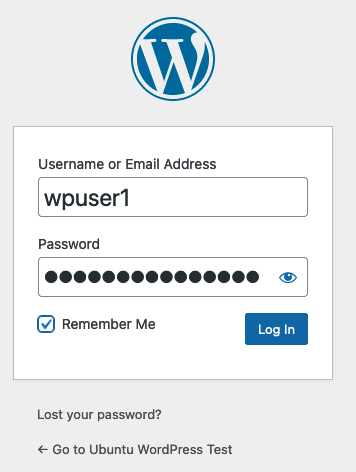 Username or Email Address
wpuser1
Password
●●●●●●●●●●●●●●●
Remember Me
Log In
Lost your password?
← Go to Ubuntu WordPress Test